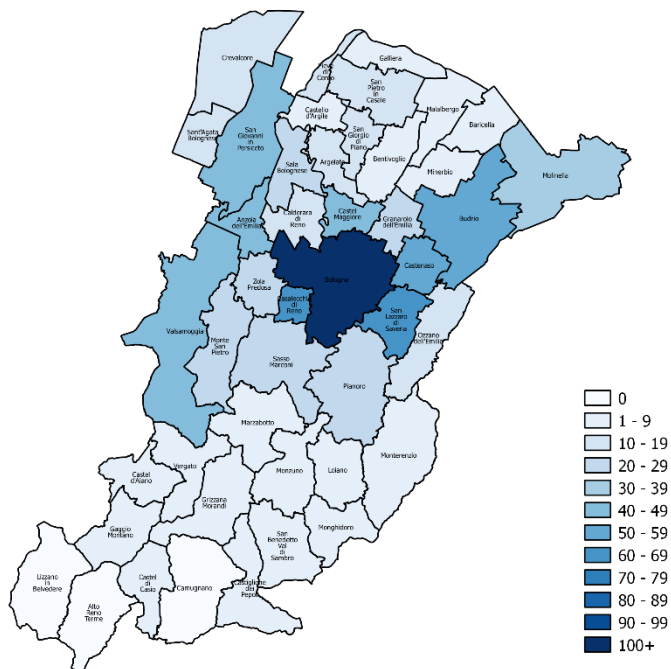 Crevalcore
Galliera
Pieve
di
Cento
San
Pietro
in
Casale
Castello
d'Argile
Malalbergo
Sant'Agata
Bolognese
San
Giovanni
in
Persiceto
San
Giorgio
di
Piano
Baricella
Argelato
Bentivoglio
Sala
Bolognese
Minerbio
Molinella
Anzola
dell'Emilia
Calderara
di
Reno
Castel
Maggiore
Granarolo
dell'Emilia
Budrio
Zola
Predosa
Bologna
Castenaso
Casalecchio
di
Reno
San
Lazzaro
di
Savena
Valsamoggia
Monte
San
Pietro
Ozzano
dell'Emilia
Sasso
Marconi
Pianoro
Marzabotto
Monterenzio
Vergato
Castel
d'Aiano
Monzuno
Loiano
Grizzana
Morandi
Gaggio
Montano
San
Benedetto
Val
di
Sambro
Monghidoro
Lizzano
in
Belvedere
Castel
di
Casio
Camugnano
Castiglione
dei
Pepoli
Alto
Reno
Terme
0
1 - 9
10 - 19
20 - 29
30 - 39
40 - 49
50 - 59
60 - 69
70 - 79
80 - 89
90 - 99
100+